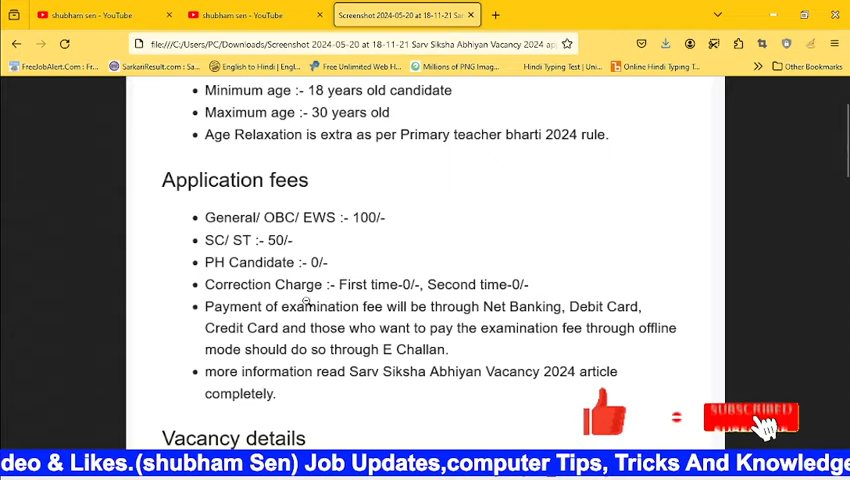 shubham sen - YouTube
shubham sen - YouTube
Screenshot 2024-05-20 at 18-11-21 Sarv
file:///C:/Users/PC/Downloads/Screenshot 2024-05-20 at 18-11-21 Sarv Siksha Abhiyan Vacancy 2024 ap
FreeJobAlert.Com : Fr...
SarkariResult.com : Sa...
English to Hindi | Engl...
Free Unlimited Web H...
Millions of PNG Imag...
Hindi Typing Test | Uni...
Online Hindi Typing T...
Other Bookmarks
Minimum age :- 18 years old candidate
Maximum age :- 30 years old
Age Relaxation is extra as per Primary teacher bharti 2024 rule.
Application fees
General/ OBC/ EWS :- 100/-
SC/ ST :- 50/-
PH Candidate :- 0/-
Correction Charge :- First time-0/-, Second time-0/-
Payment of examination fee will be through Net Banking, Debit Card,
Credit Card and those who want to pay the examination fee through offline
mode should do so through E Challan.
more information read Sarv Siksha Abhiyan Vacancy 2024 article
completely.
SUBSCRIBED
Vacancy details
deo & Likes.(shubham Sen) Job Updates,computer Tips, Tricks And Knowledge